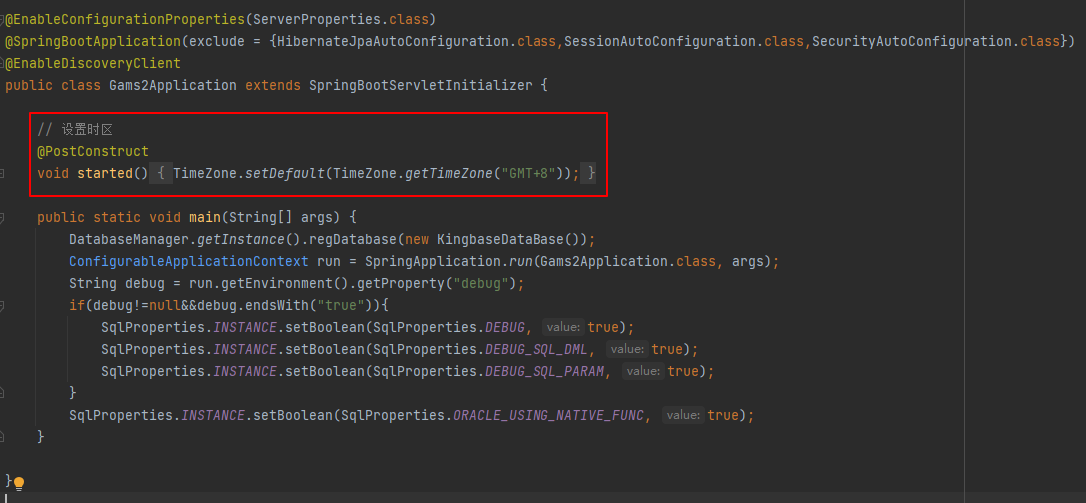 @EnableConfigurationProperties(ServerProperties.class)
@SpringBootApplication(exclude = {HibernateJpaAutoConfiguration.class,SessionAutoConfiguration.class,SecurityAutoConfiguration.class})
@EnableDiscoveryClient
public class Gams2Application extends SpringBootServletInitializer {
// 设置时区
@PostConstruct
void started() { TimeZone.setDefault(TimeZone.getTimeZone("GMT+8")); }
public static void main(String[] args) {
DatabaseManager.getInstance().regDatabase(new KingbaseDataBase());
ConfigurableApplicationContext run = SpringApplication.run(Gams2Application.class, args);
String debug = run.getEnvironment().getProperty("debug");
if(debug!=null&&debug.endsWith("true")){
SqlProperties.INSTANCE.setBoolean(SqlProperties.DEBUG, value: true);
SqlProperties.INSTANCE.setBoolean(SqlProperties.DEBUG_SQL_DML, value: true);
SqlProperties.INSTANCE.setBoolean(SqlProperties.DEBUG_SQL_PARAM, value: true);
}
SqlProperties.INSTANCE.setBoolean(SqlProperties.ORACLE_USING_NATIVE_FUNC, value: true);
}
}